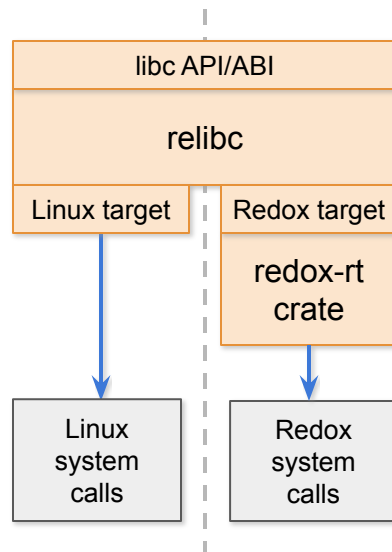 libc API/ABI
relibc
Linux target
Redox target
redox-rt
crate
Linux
system
calls
Redox
system
calls